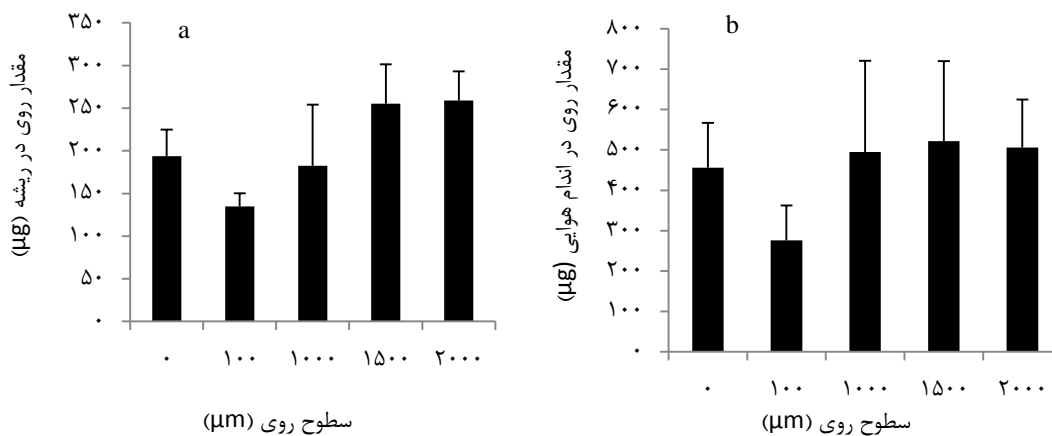 a
مقدار روی در ریشه (µg)
۳۵۰
۳۰۰
۲۵۰
۲۰۰
۱۵۰
۱۰۰
۵۰
۰
۰ ۱۰۰ ۱۰۰۰ ۱۵۰۰ ۲۰۰۰
سطوح روی (µm)
b
مقدار روی در اندام هوایی (µg)
۸۰۰
۷۰۰
۶۰۰
۵۰۰
۴۰۰
۳۰۰
۲۰۰
۱۰۰
۰
۰ ۱۰۰ ۱۰۰۰ ۱۵۰۰ ۲۰۰۰
سطوح روی (µm)